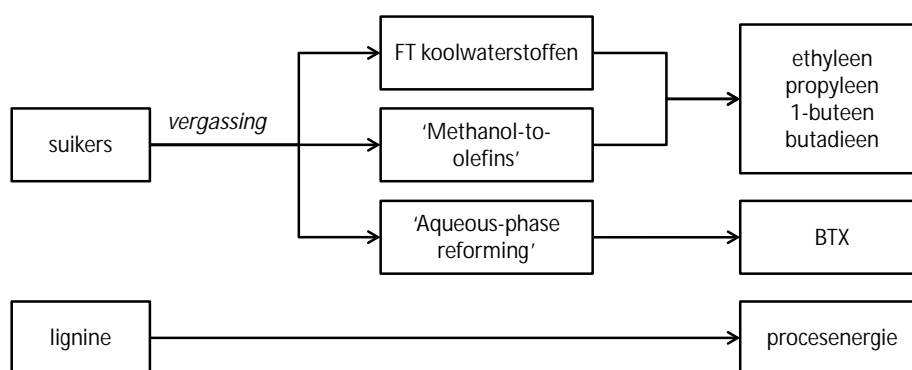 suikers
vergassing
FT koolwaterstoffen
'Methanol-to-
olefins'
'Aqueous-phase
reforming'
ethyleen
propyleen
1-buteen
butadieen
BTX
lignine
procesenergie